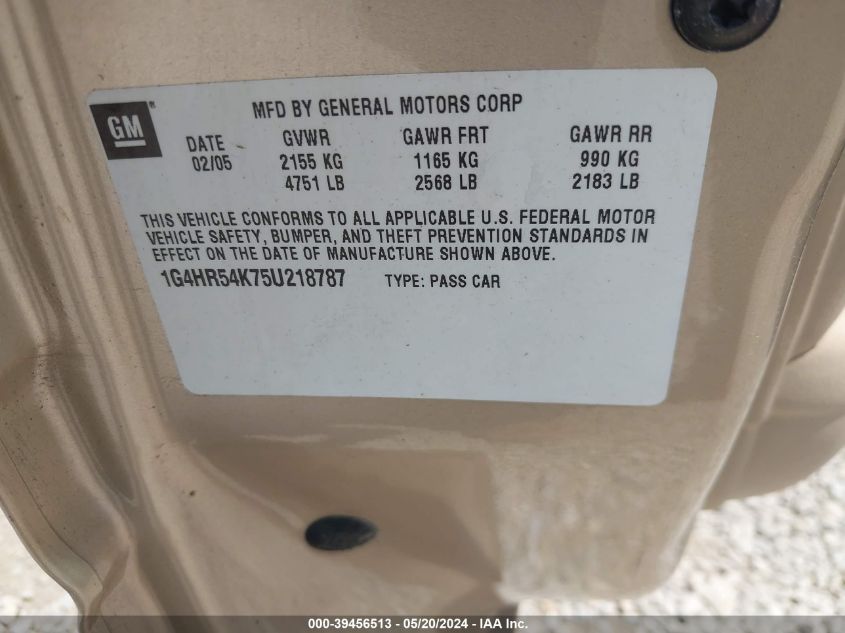 MFD BY GENERAL MOTORS CORP
GM®
DATE GVWR GAWR FRT GAWR RR
02/05 2155 KG 1165 KG 990 KG
4751 LB 2568 LB 2183 LB
THIS VEHICLE CONFORMS TO ALL APPLICABLE U.S. FEDERAL MOTOR
VEHICLE SAFETY, BUMPER, AND THEFT PREVENTION STANDARDS IN
EFFECT ON THE DATE OF MANUFACTURE SHOWN ABOVE.
1G4HR54K75U218787 TYPE: PASS CAR
000-39456513 - 05/20/2024 - IAA Inc.